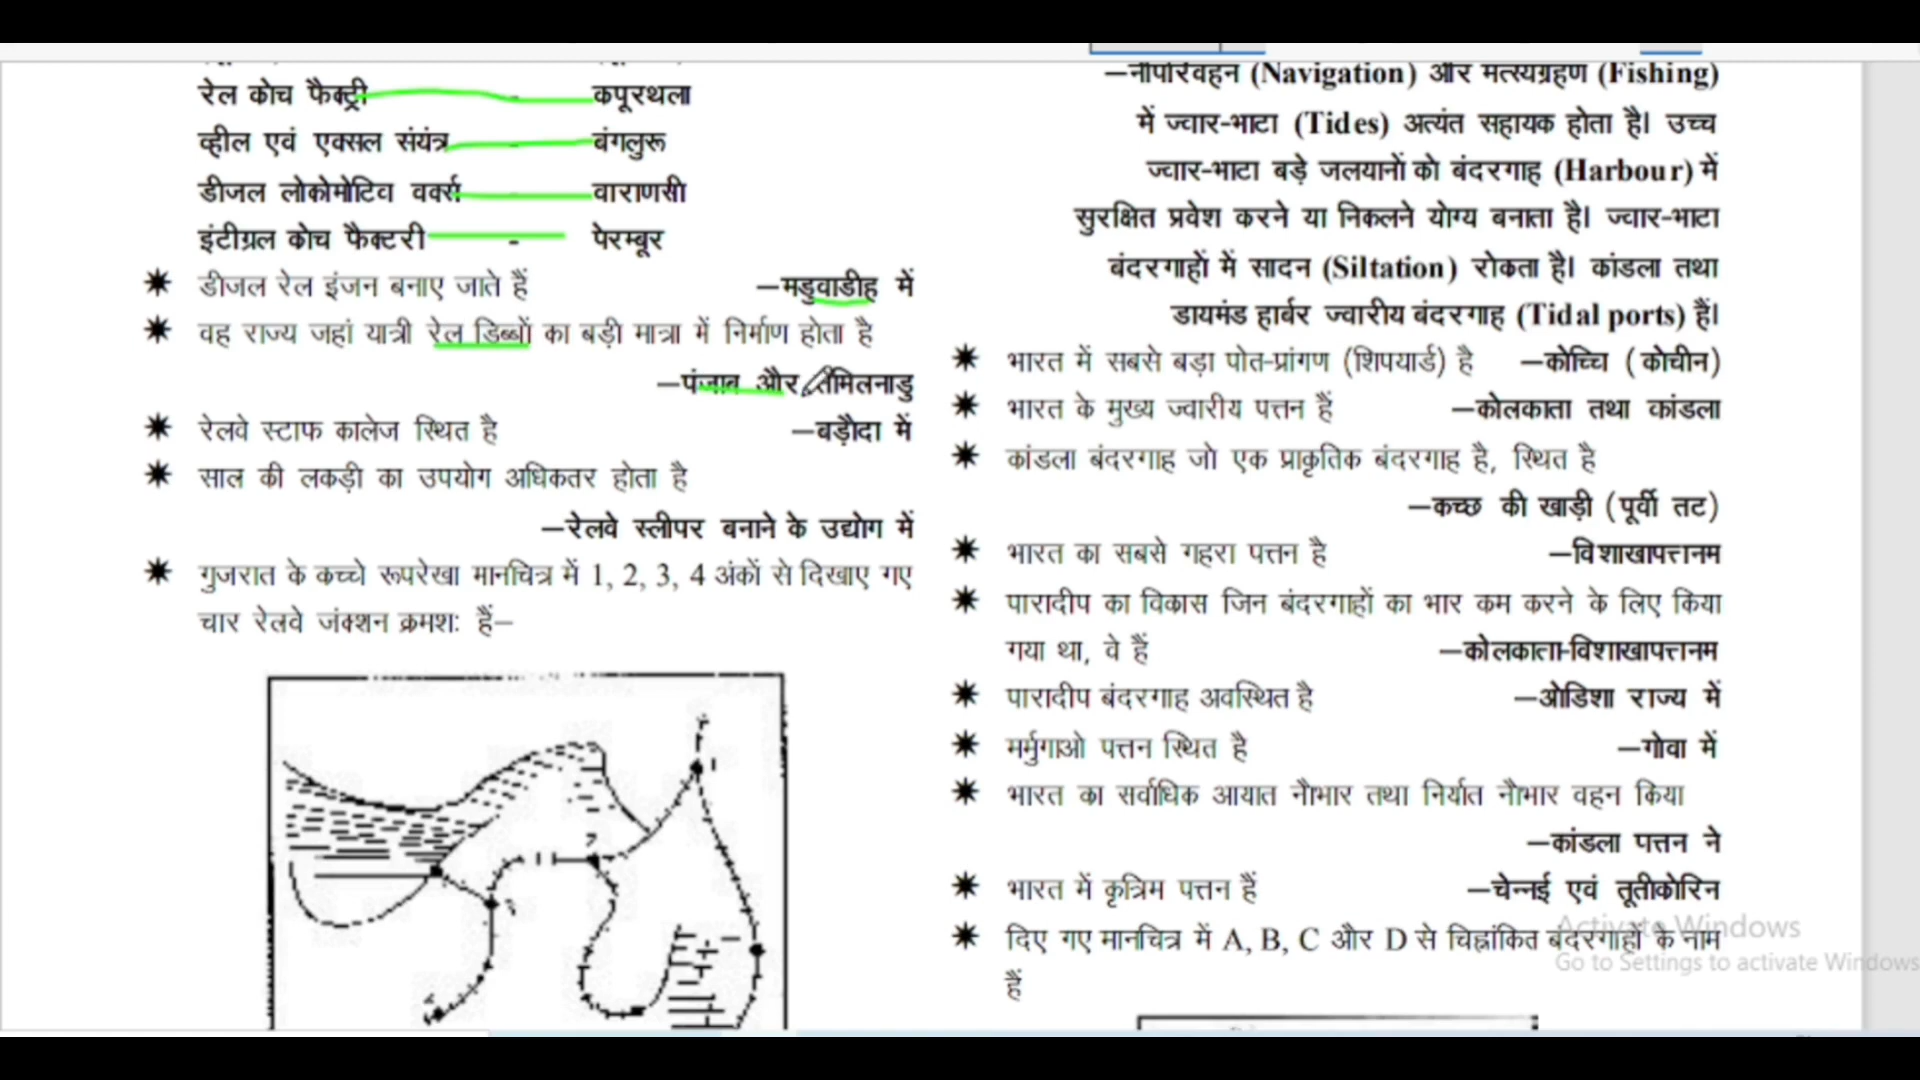 रेल कोच फैक्ट्री - कपूरथला
व्हील एवं एक्सल संयंत्र - बंगलुरू
डीजल लोकोमोटिव वर्क्स - वाराणसी
इंटीग्रल कोच फैक्टरी - पेरम्बूर
✷ डीजल रेल इंजन बनाए जाते हैं –मडुवाडीह में
✷ वह राज्य जहां यात्री रेल डिब्बों का बड़ी मात्रा में निर्माण होता है
–पंजाब और तमिलनाडु
✷ रेलवे स्टाफ कालेज स्थित है –बड़ौदा में
✷ साल की लकड़ी का उपयोग अधिकतर होता है
–रेलवे स्लीपर बनाने के उद्योग में
✷ गुजरात के कच्चे रूपरेखा मानचित्र में 1, 2, 3, 4 अंकों से दिखाए गए
चार रेलवे जंक्शन क्रमशः हैं–
1
–नौपरिवहन (Navigation) और मत्स्यग्रहण (Fishing)
में ज्वार-भाटा (Tides) अत्यंत सहायक होता है। उच्च
ज्वार-भाटा बड़े जलयानों को बंदरगाह (Harbour) में
सुरक्षित प्रवेश करने या निकलने योग्य बनाता है। ज्वार-भाटा
बंदरगाहों में सादन (Siltation) रोकता है। कांडला तथा
डायमंड हार्बर ज्वारीय बंदरगाह (Tidal ports) हैं।
✷ भारत में सबसे बड़ा पोत-प्रांगण (शिपयार्ड) है –कोच्चि (कोचीन)
✷ भारत के मुख्य ज्वारीय पत्तन हैं –कोलकाता तथा कांडला
✷ कांडला बंदरगाह जो एक प्राकृतिक बंदरगाह है, स्थित है
–कच्छ की खाड़ी (पूर्वी तट)
✷ भारत का सबसे गहरा पत्तन है –विशाखापत्तनम
✷ पारादीप का विकास जिन बंदरगाहों का भार कम करने के लिए किया
गया था, वे हैं –कोलकाता-विशाखापत्तनम
✷ पारादीप बंदरगाह अवस्थित है –ओडिशा राज्य में
✷ मर्मुगाओ पत्तन स्थित है –गोवा में
✷ भारत का सर्वाधिक आयात नौभार तथा निर्यात नौभार वहन किया
–कांडला पत्तन ने
✷ भारत में कृत्रिम पत्तन हैं –चेन्नई एवं तूतीकोरिन
✷ दिए गए मानचित्र में A, B, C और D से चिह्नांकित बंदरगाहों के नाम
हैं
Activate Windows
Go to Settings to activate Windows